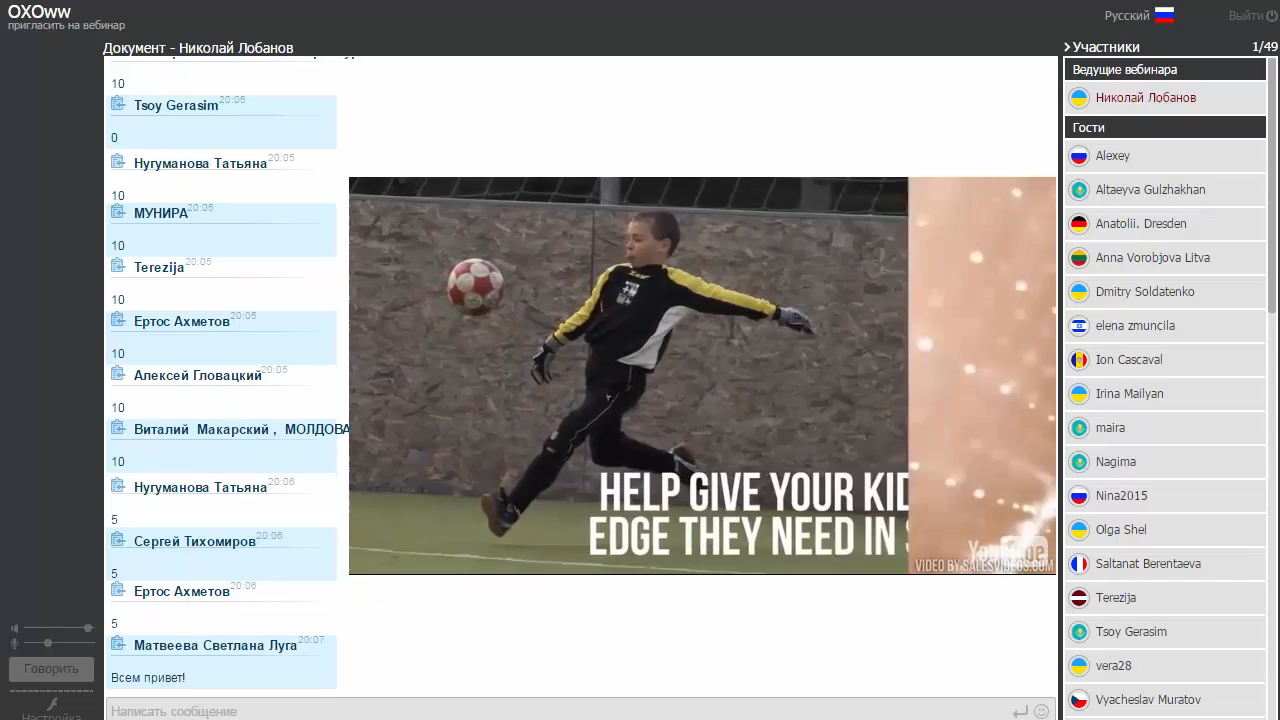 OXOww
пригласить на вебинар
Русский
Выйти
Документ - Николай Лобанов
10
Tsoy Gerasim 20:05
0
Нугуманова Татьяна 20:05
10
МУНИРА 20:05
10
Terezija 20:05
10
Ертос Ахметов 20:05
10
Алексей Гловацкий 20:05
10
Виталий Макарский , МОЛДОВА
10
Нугуманова Татьяна 20:06
5
Сергей Тихомиров 20:06
5
Ертос Ахметов 20:06
5
Матвеева Светлана Луга 20:07
Всем привет!
Написать сообщение
HELP GIVE YOUR KID
EDGE THEY NEED IN
YouTube
VIDEO BY SALESVIDEOS.COM
Участники 1/49
Ведущие вебинара
Николай Лобанов
Гости
Alexey
Altaeyva Gulzhakhan
Anatolii. Dresden
Anna Vorobjova Litva
Dmitry Soldatenko
elena zmuncila
Ion Cascaval
Irina Mailyan
maira
Nagima
Nina2015
Olga Shel
Saltanat Berentaeva
Terezija
Tsoy Gerasim
vera28
Vyacheslav Muratov
Говорить
Настройка